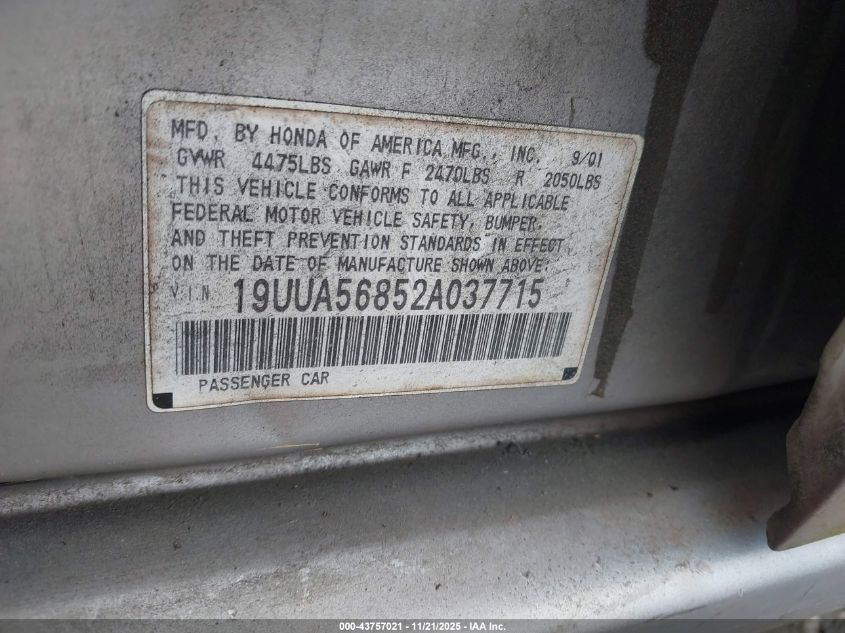 MFD. BY HONDA OF AMERICA MFG., INC. 9/01
GVWR 4475LBS GAWR F 2470LBS R 2050LBS
THIS VEHICLE CONFORMS TO ALL APPLICABLE
FEDERAL MOTOR VEHICLE SAFETY, BUMPER,
AND THEFT PREVENTION STANDARDS IN EFFECT
ON THE DATE OF MANUFACTURE SHOWN ABOVE:
V.I.N. 19UUA56852A037715
PASSENGER CAR
000-43757021 — 11/21/2025 — IAA Inc.